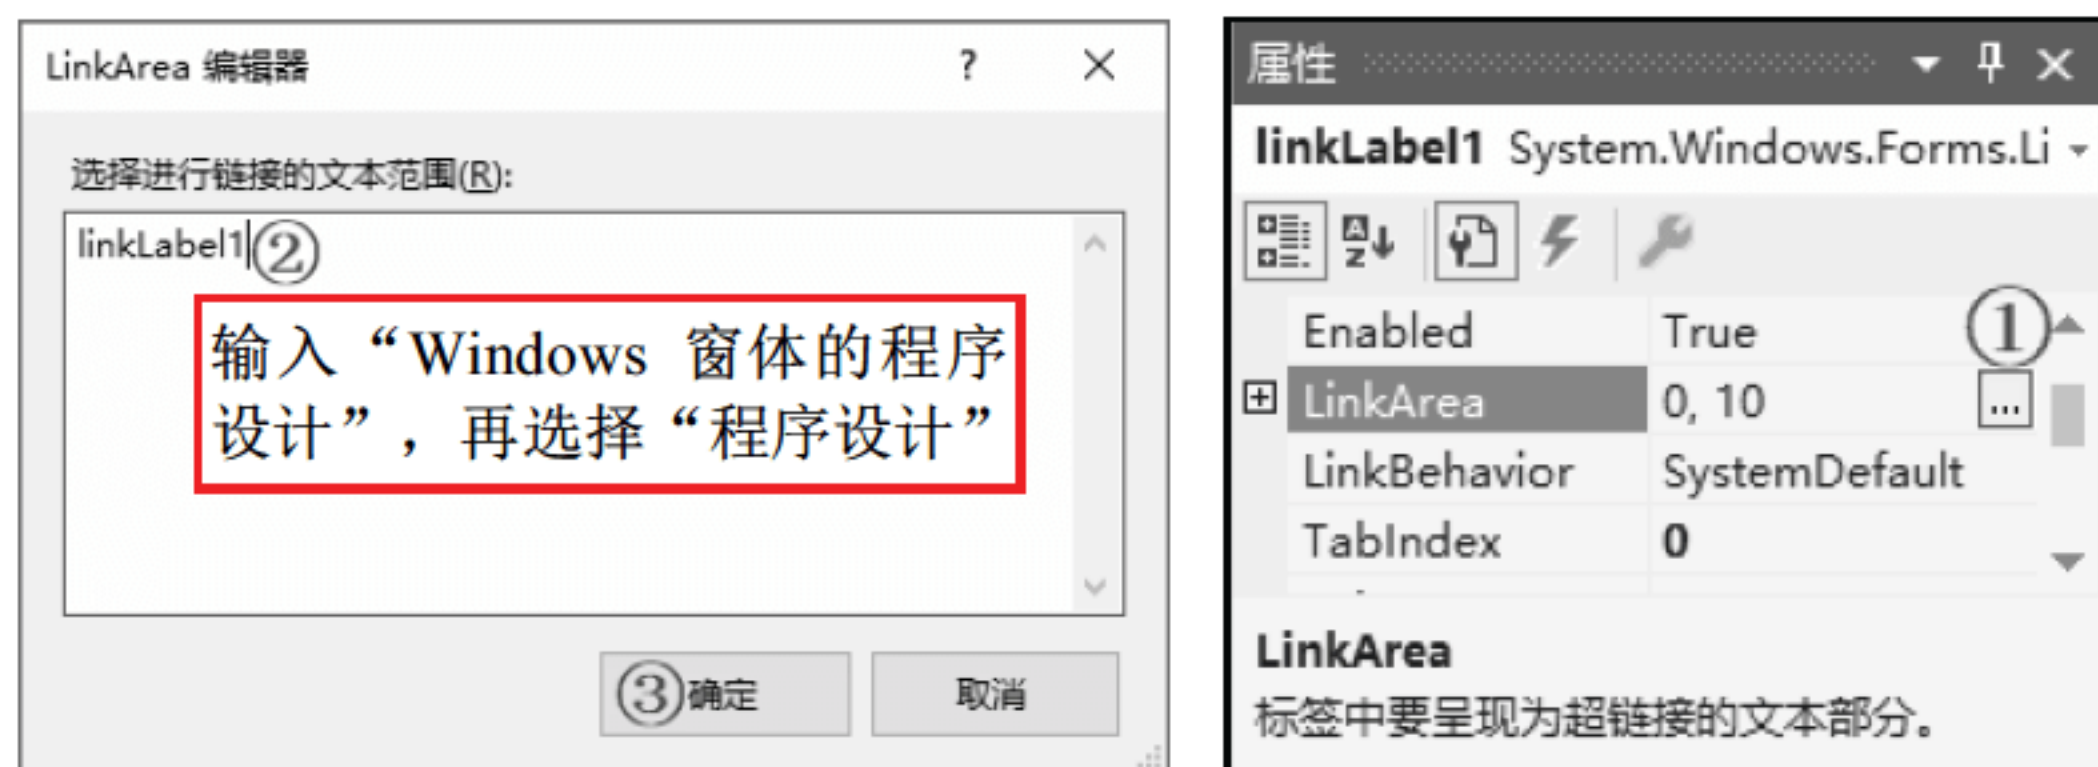 LinkArea 编辑器 ? ×
选择进行链接的文本范围(R):
linkLabel1②
输入“Windows 窗体的程序
设计”，再选择“程序设计”
③确定 取消
属性
linkLabel1 System.Windows.Forms.Li
Enabled True ①
LinkArea 0, 10 ...
LinkBehavior SystemDefault
TabIndex 0
LinkArea
标签中要呈现为超链接的文本部分。